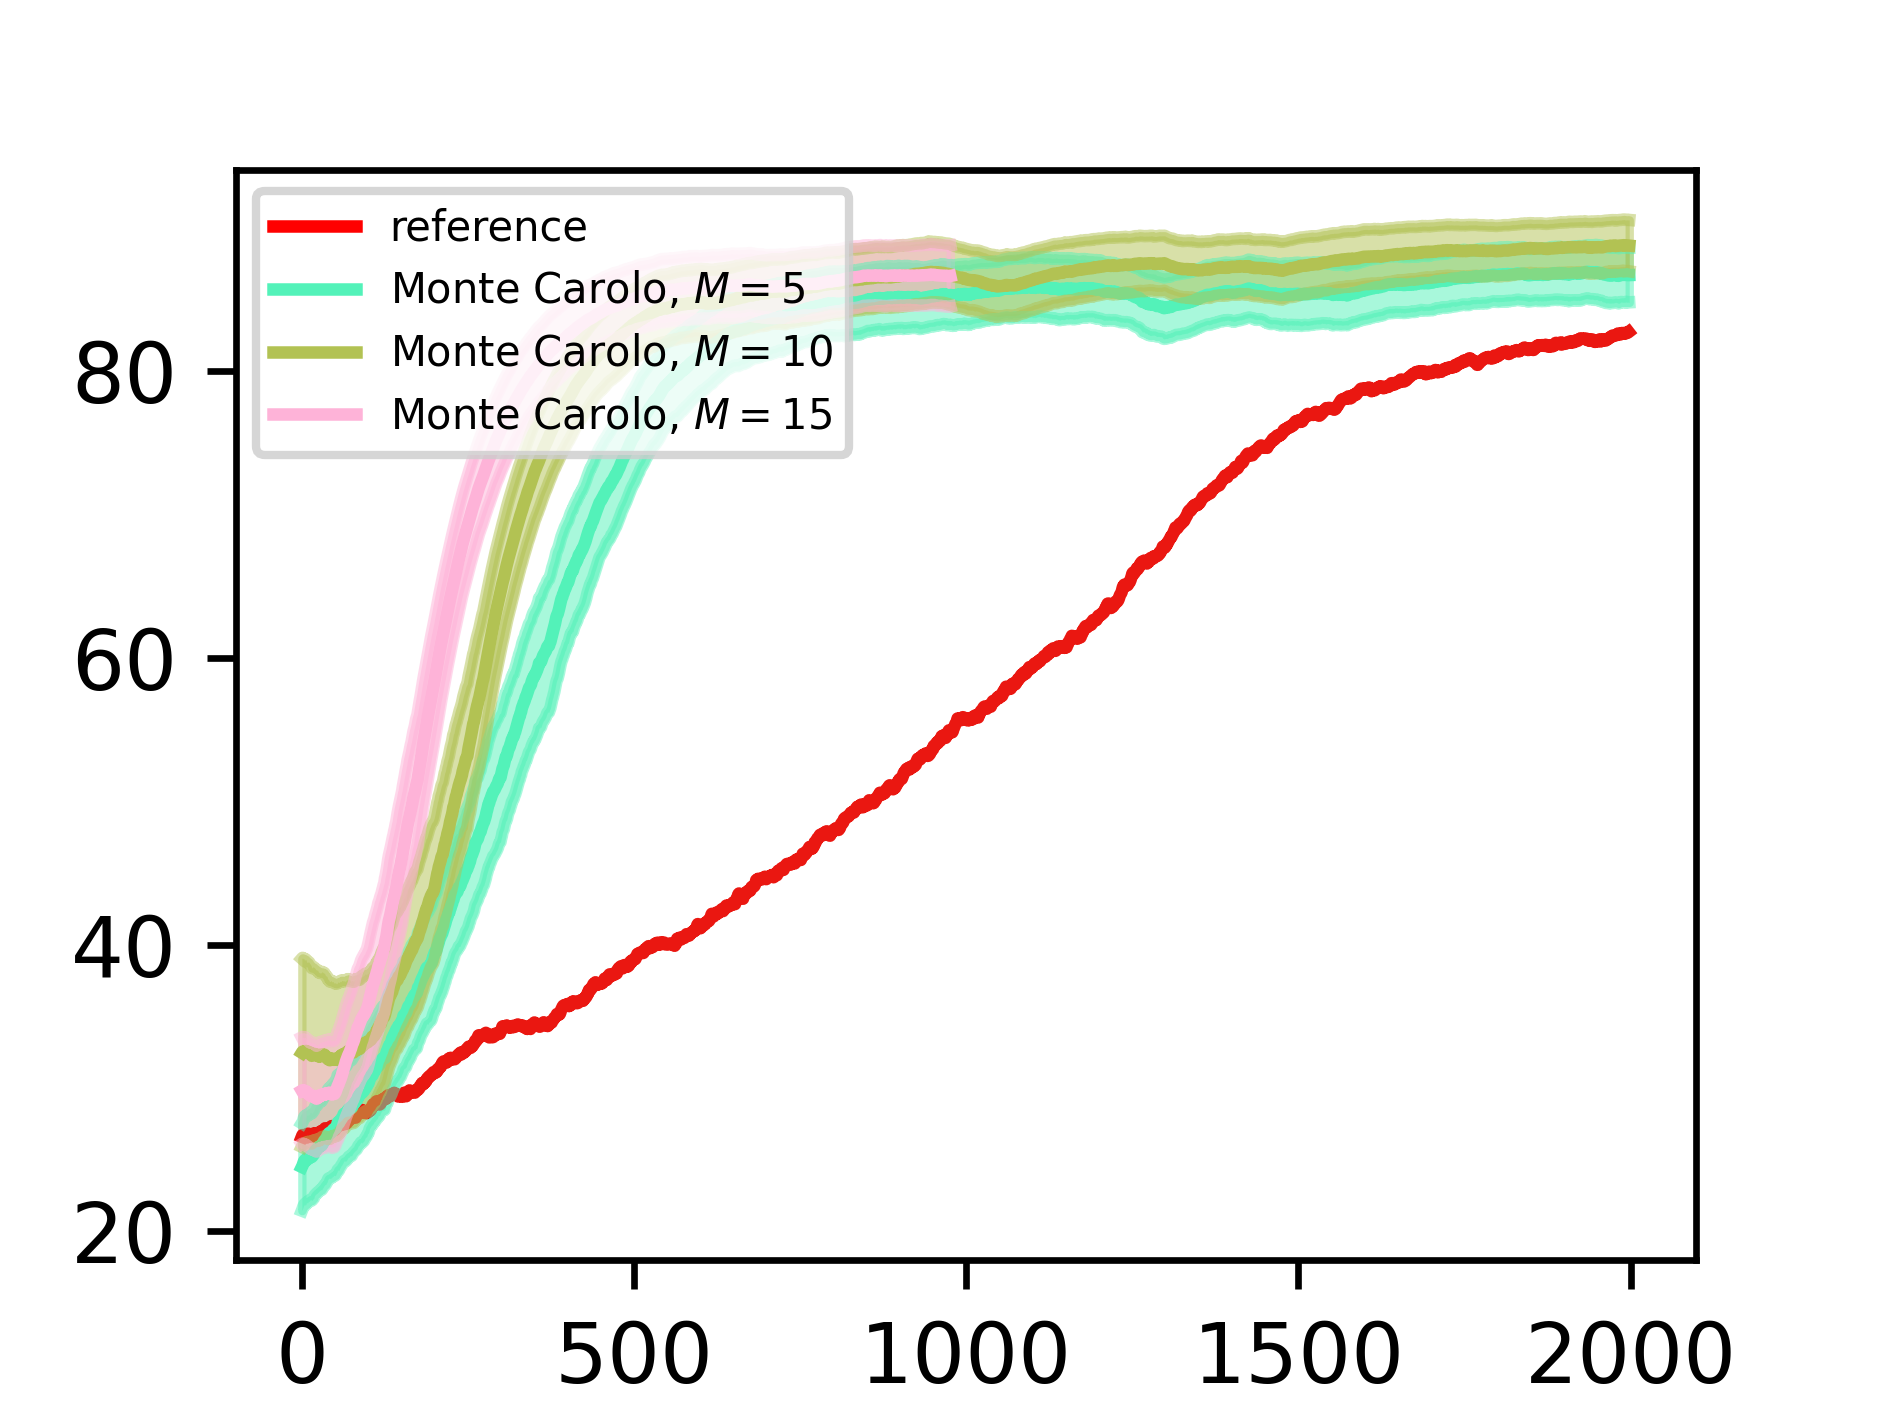 reference
Monte Carolo, M = 5
Monte Carolo, M = 10
Monte Carolo, M = 15
80
60
40
20
0 500 1000 1500 2000